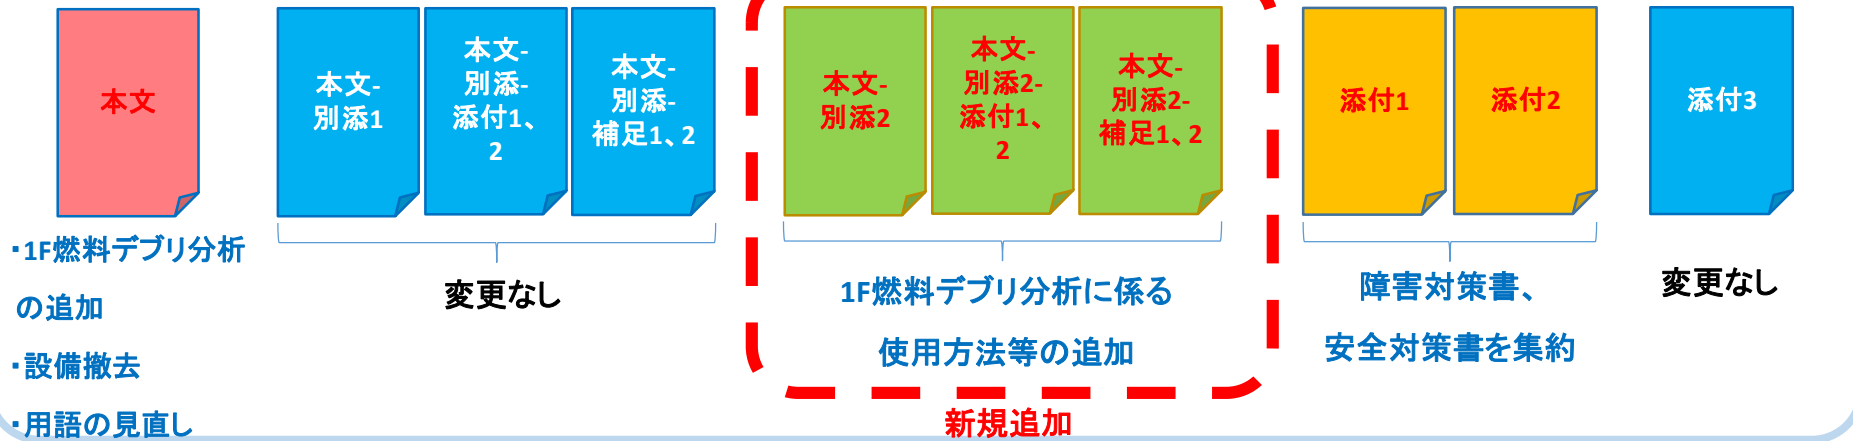 本文
本文-
別添1
本文-
別添-
添付1、
2
本文-
別添-
補足1、2
本文-
別添2
本文-
別添2-
添付1、
2
本文-
別添2-
補足1、2
添付1
添付2
添付3
・1F燃料デブリ分析
の追加
・設備撤去
・用語の見直し
変更なし
1F燃料デブリ分析に係る
使用方法等の追加
新規追加
障害対策書、
安全対策書を集約
変更なし